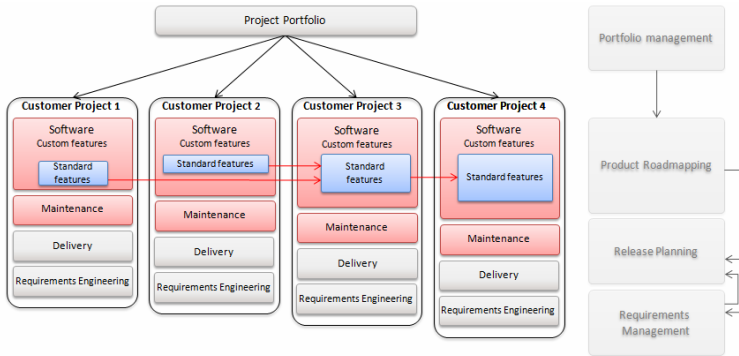 Project Portfolio
Portfolio management
Customer Project 1
Software
Custom features
Standard
features
Maintenance
Delivery
Requirements Engineering
Customer Project 2
Software
Custom features
Standard features
Maintenance
Delivery
Requirements Engineering
Customer Project 3
Software
Custom features
Standard
features
Maintenance
Delivery
Requirements Engineering
Customer Project 4
Software
Custom features
Standard features
Maintenance
Delivery
Requirements Engineering
Product Roadmapping
Release Planning
Requirements
Management